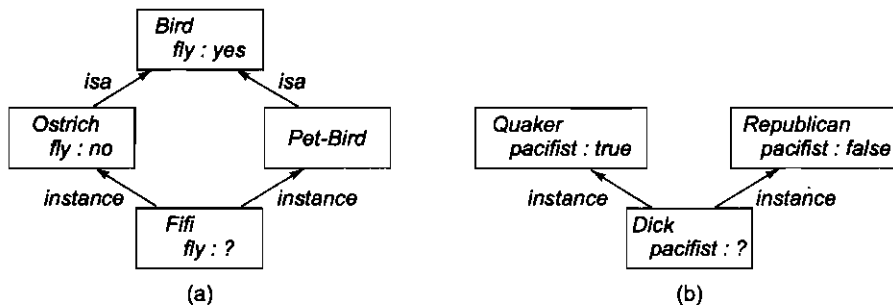 Bird
fly : yes
isa
isa
Ostrich
fly : no
Pet-Bird
instance
instance
Fifi
fly : ?
(a)
Quaker
pacifist : true
Republican
pacifist : false
instance
instance
Dick
pacifist : ?
(b)